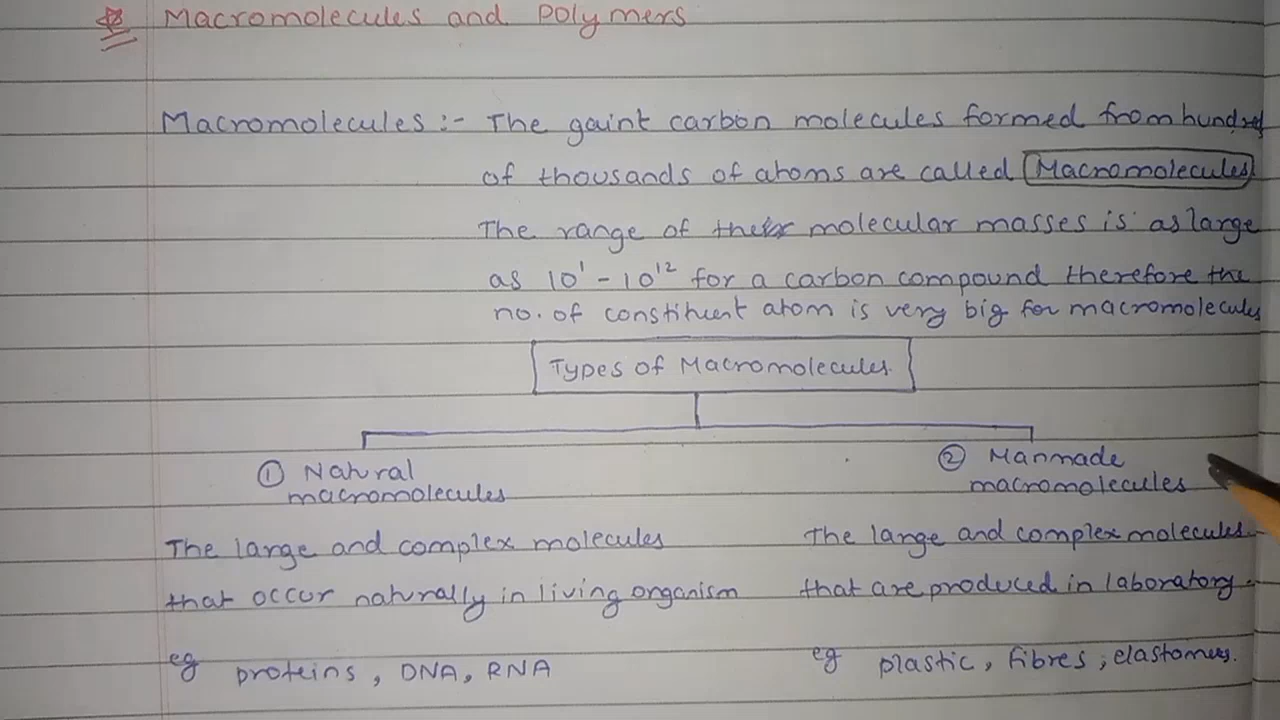 Macromolecules and Polymers
Macromolecules :- The gaint carbon molecules formed from hundred
of thousands of atoms are called Macromolecules
The range of their molecular masses is as large
as 10¹ - 10¹² for a carbon compound therefore the
no. of constituent atom is very big for macromolecules
Types of Macromolecules.
① Natural
macromolecules
The large and complex molecules
that occur naturally in living organism
eg proteins, DNA, RNA
② Manmade
macromolecules
The large and complex molecules
that are produced in laboratory
eg plastic, fibres, elastomers.